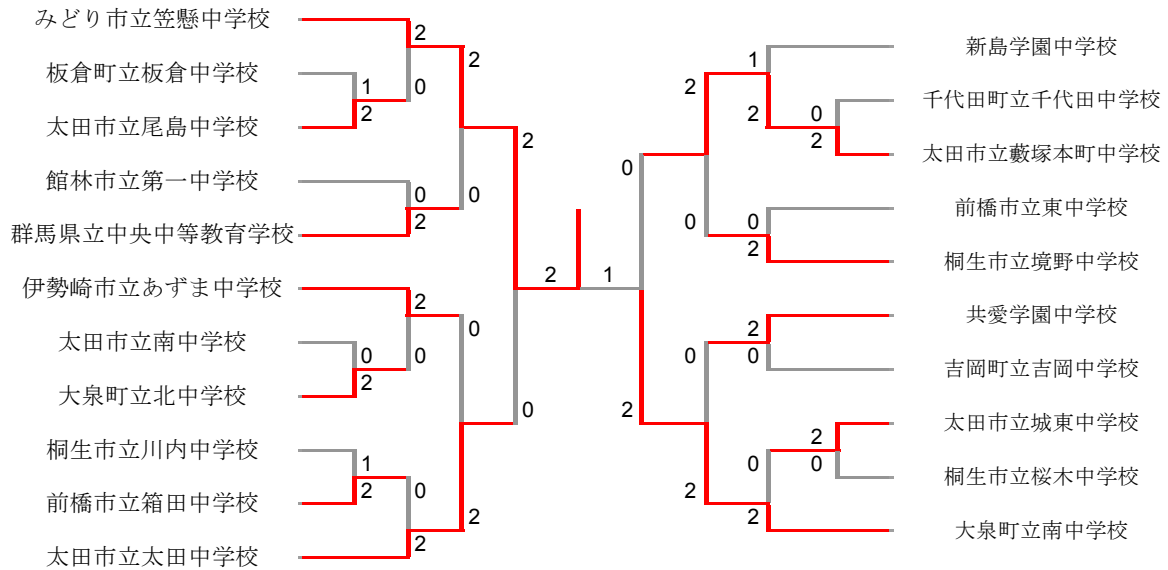 みどり市立笠懸中学校
2
2
板倉町立板倉中学校
1
0
2
太田市立尾島中学校
2
館林市立第一中学校
0
0
群馬県立中央中等教育学校
2
伊勢崎市立あずま中学校
2
0
太田市立南中学校
0
0
大泉町立北中学校
2
0
桐生市立川内中学校
1
0
前橋市立箱田中学校
2
2
太田市立太田中学校
2
2
1
新島学園中学校
1
2
千代田町立千代田中学校
2
0
太田市立藪塚本町中学校
2
0
前橋市立東中学校
0
0
桐生市立境野中学校
2
共愛学園中学校
2
0
0
吉岡町立吉岡中学校
2
太田市立城東中学校
2
0
0
桐生市立桜木中学校
2
2
大泉町立南中学校